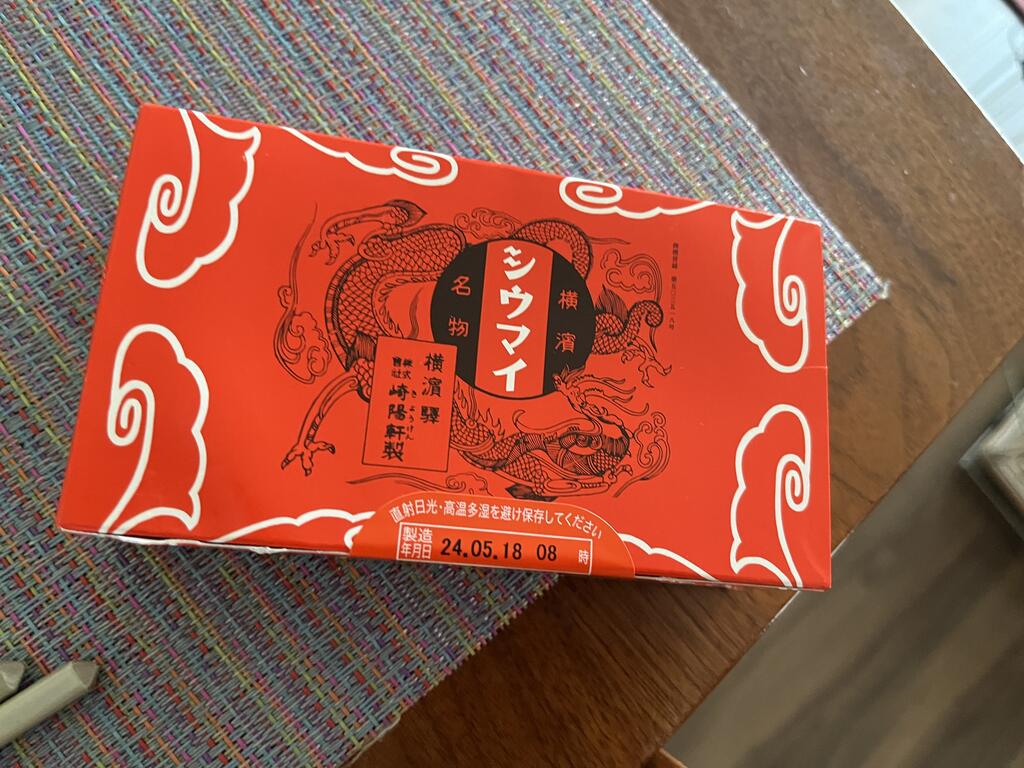 横濱
シウマイ
名物
横濱驛
株式會社 崎陽軒製
きようけん
直射日光・高温多湿を避け保存してください
製造年月日 24.05.18 08 時